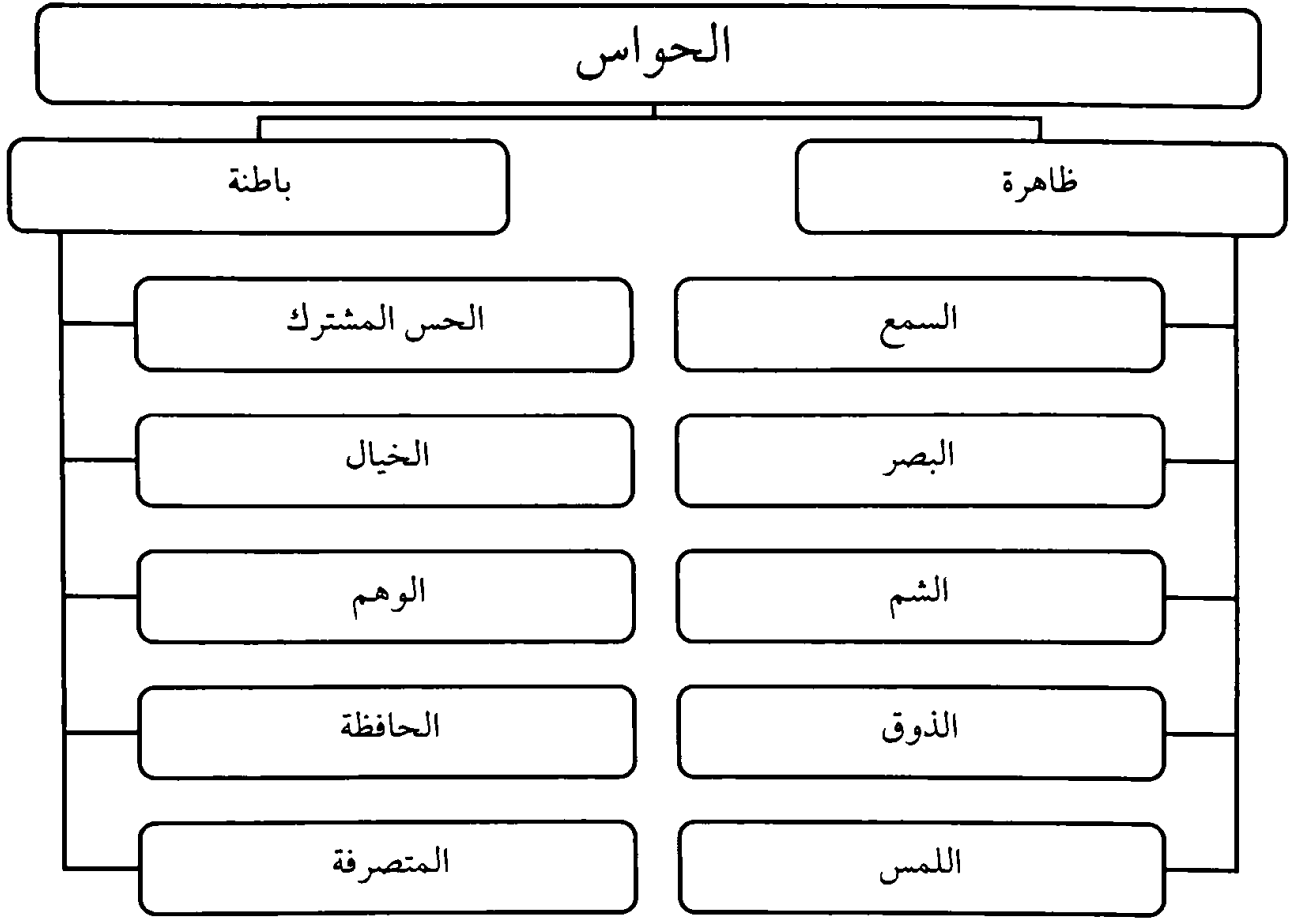 الحواس
ظاهرة
باطنة
السمع
الحس المشترك
البصر
الخيال
الشم
الوهم
الذوق
الحافظة
اللمس
المتصرفة